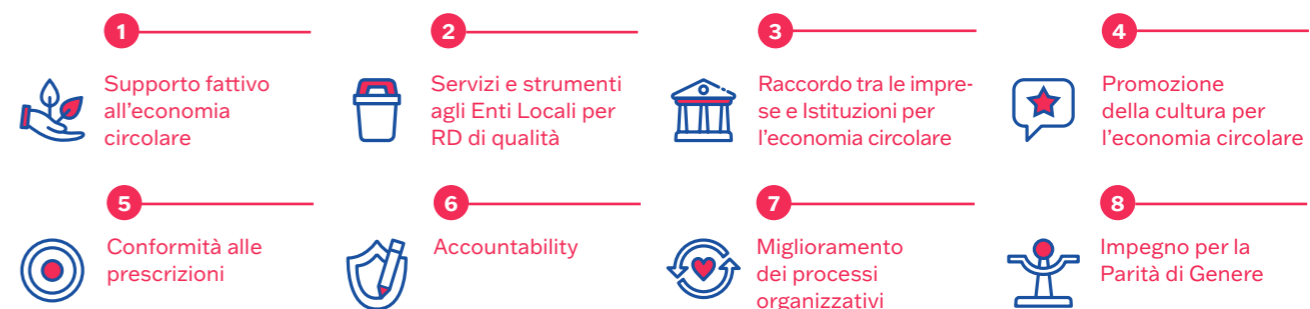 1
Supporto fattivo
all'economia
circolare
2
Servizi e strumenti
agli Enti Locali per
RD di qualità
3
Raccordo tra le impre-
se e Istituzioni per
l'economia circolare
4
Promozione
della cultura per
l'economia circolare
5
Conformità alle
prescrizioni
6
Accountability
7
Miglioramento
dei processi
organizzativi
8
Impegno per la
Parità di Genere